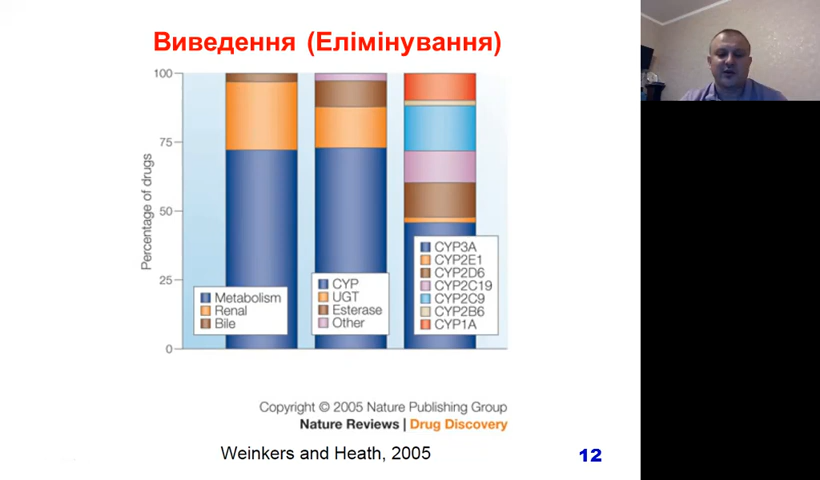 Виведення (Елімінування)
Percentage of drugs
100
75
50
25
0
Metabolism
Renal
Bile
CYP
UGT
Esterase
Other
CYP3A
CYP2E1
CYP2D6
CYP2C19
CYP2C9
CYP2B6
CYP1A
Copyright © 2005 Nature Publishing Group
Nature Reviews | Drug Discovery
Weinkers and Heath, 2005
12